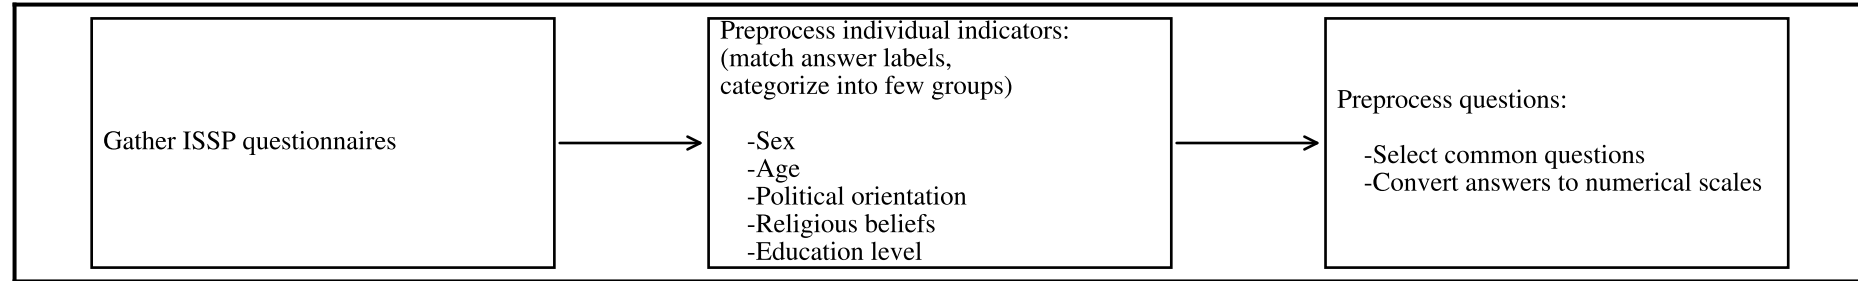 Gather ISSP questionnaires
Preprocess individual indicators:
(match answer labels,
categorize into few groups)
-Sex
-Age
-Political orientation
-Religious beliefs
-Education level
Preprocess questions:
-Select common questions
-Convert answers to numerical scales